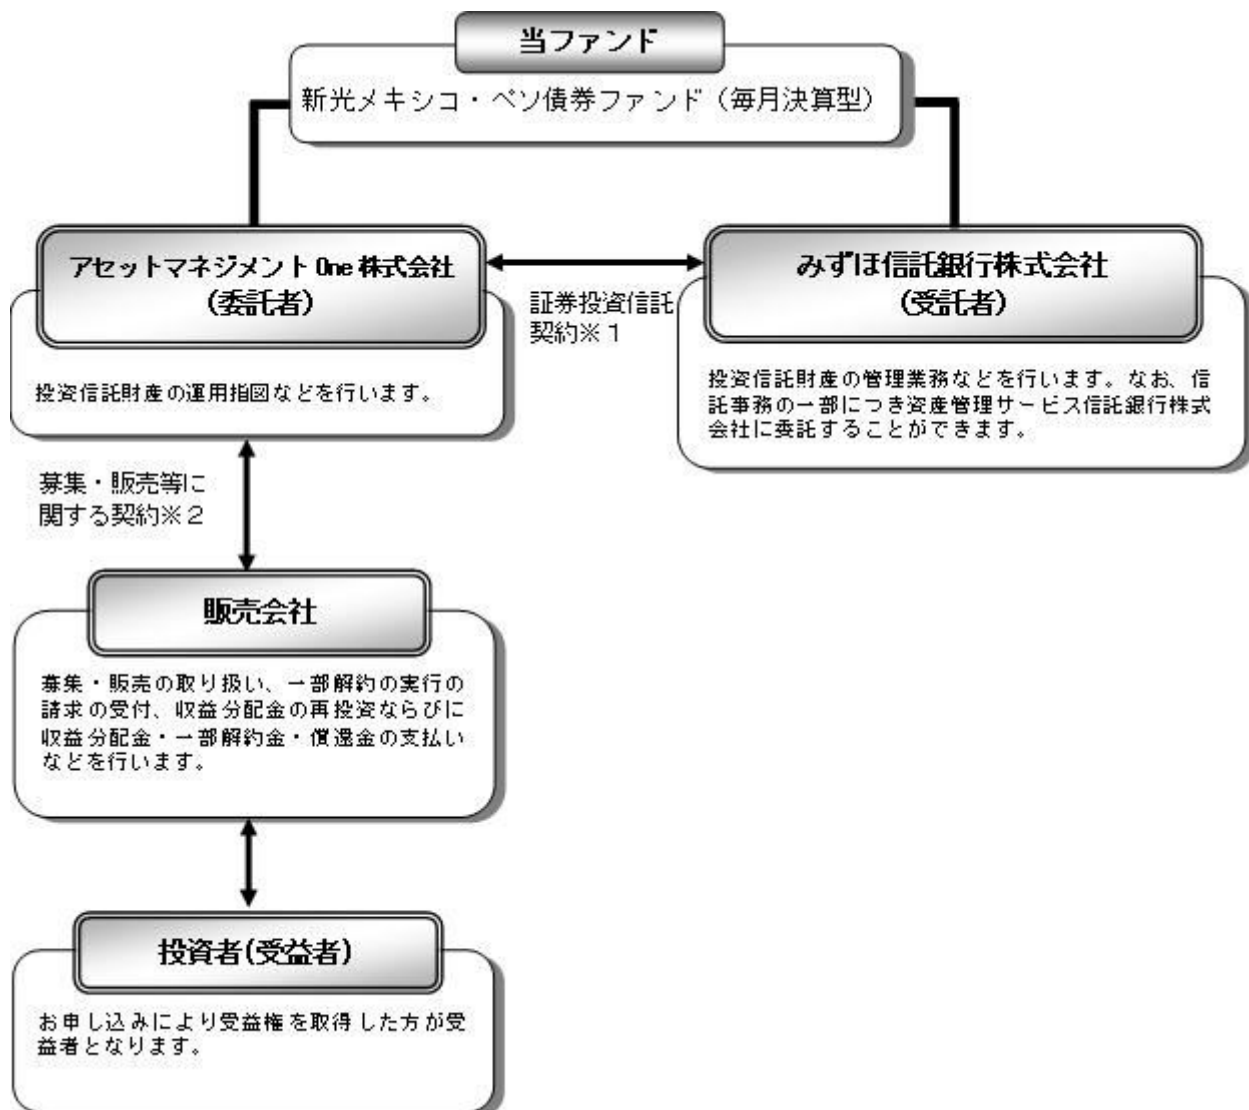 当ファンド
新光メキシコ・ペソ債券ファンド（毎月決算型）
アセットマネジメント One 株式会社
（委託者）
投資信託財産の運用指図などを行います。
証券投資信託
契約※１
みずほ信託銀行株式会社
（受託者）
投資信託財産の管理業務などを行います。なお、信
託事務の一部につき資産管理サービス信託銀行株式
会社に委託することができます。
募集・販売等に
関する契約※２
販売会社
募集・販売の取り扱い、一部解約の実行の
請求の受付、収益分配金の再投資ならびに
収益分配金・一部解約金・償還金の支払い
などを行います。
投資者(受益者)
お申し込みにより受益権を取得した方が受
益者となります。